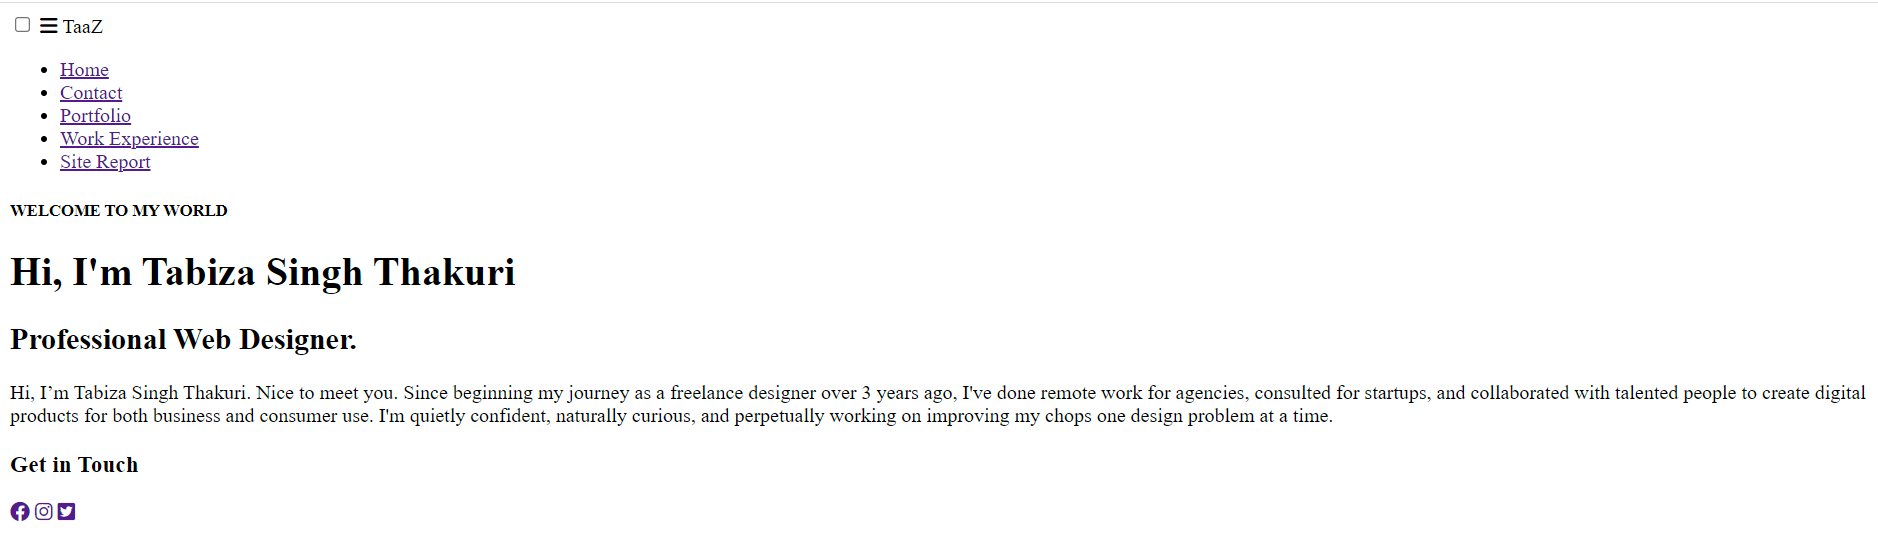 TaaZ
Home
Contact
Portfolio
Work Experience
Site Report
WELCOME TO MY WORLD
Hi, I'm Tabiza Singh Thakuri
Professional Web Designer.
Hi, I’m Tabiza Singh Thakuri. Nice to meet you. Since beginning my journey as a freelance designer over 3 years ago, I've done remote work for agencies, consulted for startups, and collaborated with talented people to create digital
products for both business and consumer use. I'm quietly confident, naturally curious, and perpetually working on improving my chops one design problem at a time.
Get in Touch